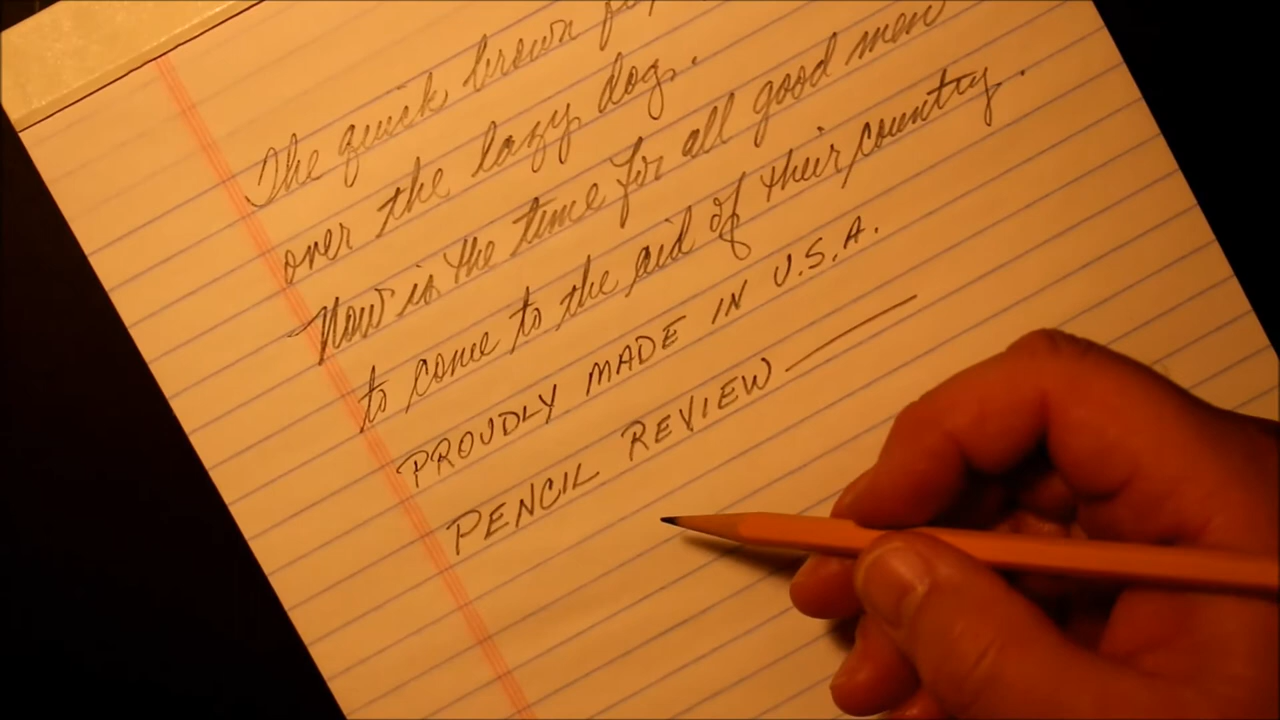 The quick brown
over the lazy dog.
Now is the time for all good men
to come to the aid of their country.
PROUDLY MADE IN U.S.A.
PENCIL REVIEW —